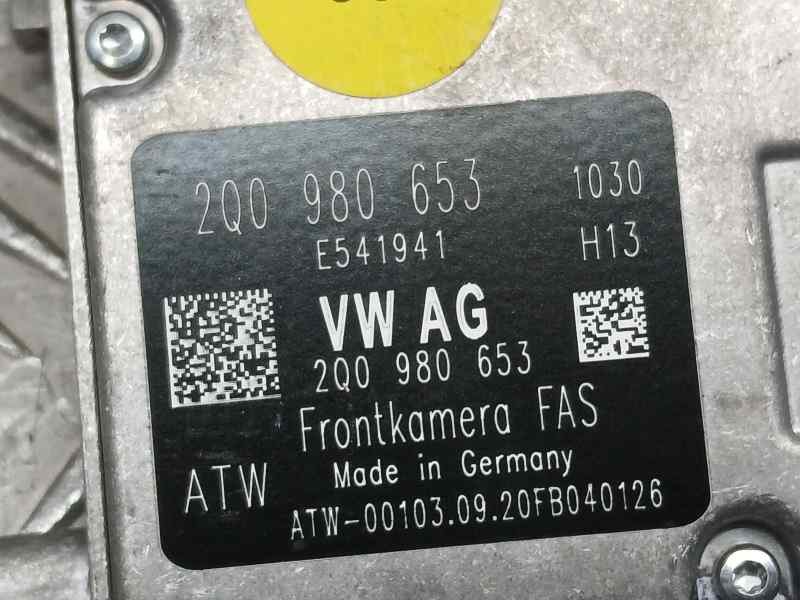 2Q0 980 653 1030
E541941 H13
VW AG
2Q0 980 653
Frontkamera FAS
ATW Made in Germany
ATW-00103.09.20FB040126